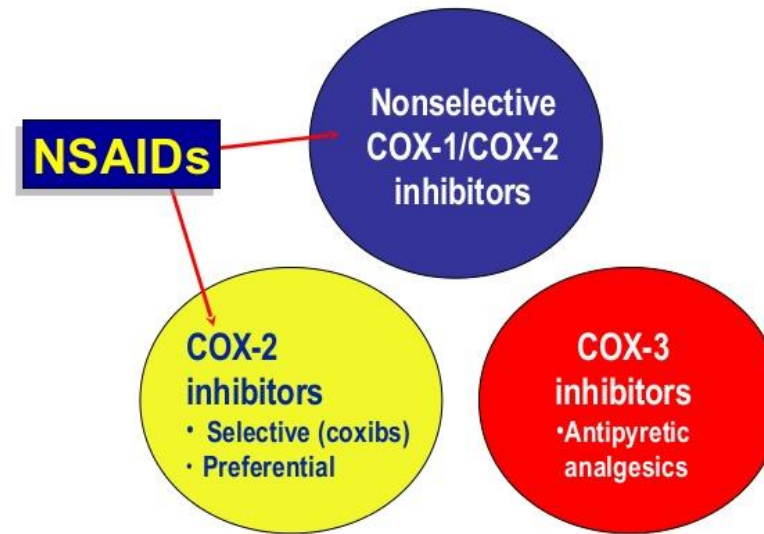 NSAIDs
Nonselective
COX-1/COX-2
inhibitors
COX-2
inhibitors
• Selective (coxibs)
• Preferential
COX-3
inhibitors
•Antipyretic
analgesics